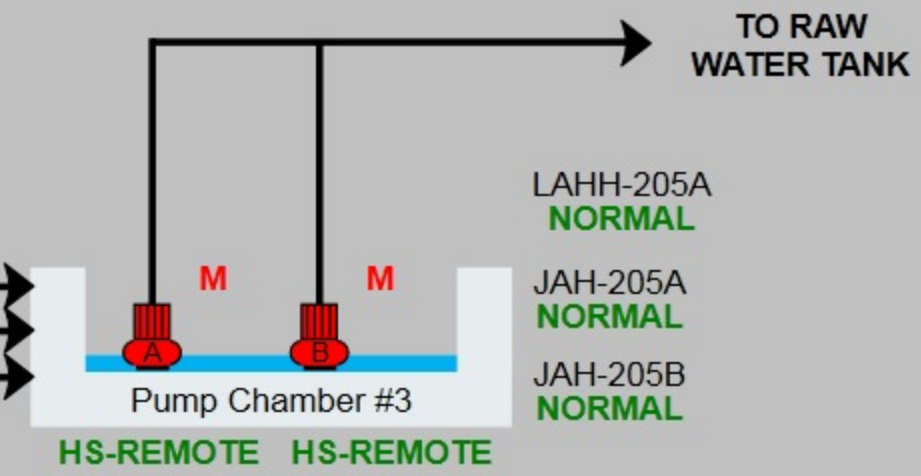 TO RAW
WATER TANK
LAHH-205A
NORMAL
M
M
JAH-205A
NORMAL
A
B
JAH-205B
NORMAL
Pump Chamber #3
HS-REMOTE
HS-REMOTE